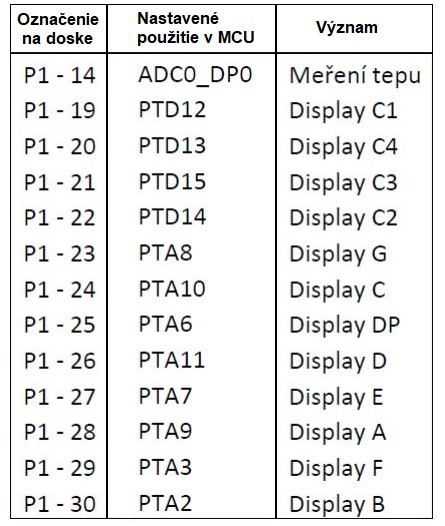 Označenie na doske Nastavené použitie v MCU Význam
P1 - 14 ADC0_DP0 Meření tepu
P1 - 19 PTD12 Display C1
P1 - 20 PTD13 Display C4
P1 - 21 PTD15 Display C3
P1 - 22 PTD14 Display C2
P1 - 23 PTA8 Display G
P1 - 24 PTA10 Display C
P1 - 25 PTA6 Display DP
P1 - 26 PTA11 Display D
P1 - 27 PTA7 Display E
P1 - 28 PTA9 Display A
P1 - 29 PTA3 Display F
P1 - 30 PTA2 Display B